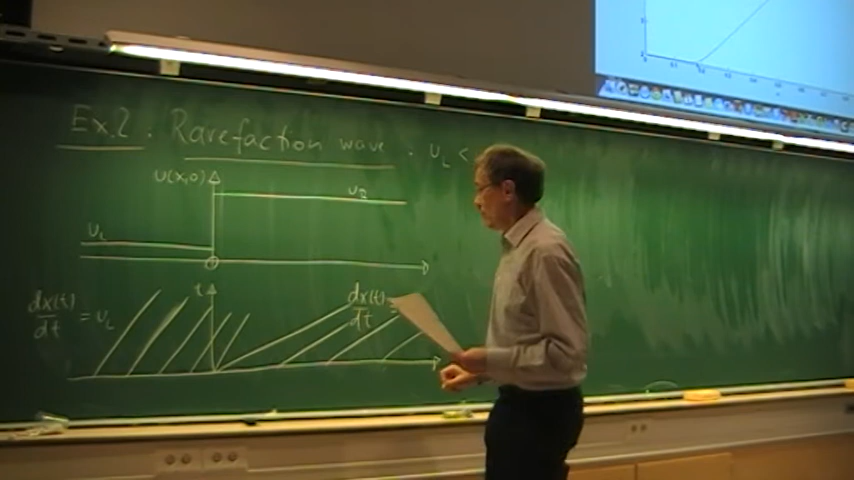 Ex.2. Rarefaction wave. U_L <
U(x,0)
U_R
U_L
0
t
dx(t)/dt = U_L
dx(t)/dt =